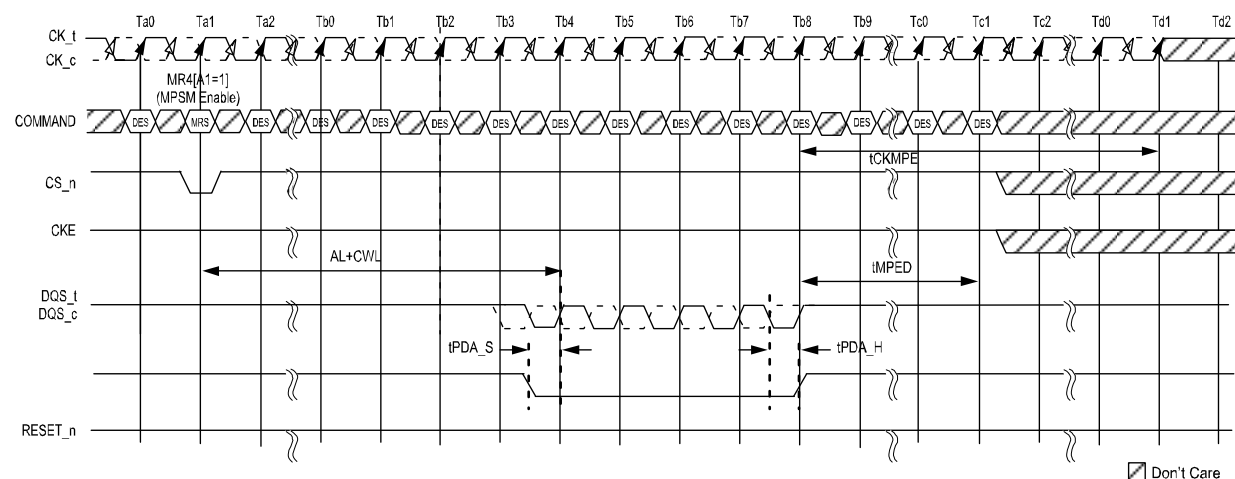 Ta0 Ta1 Ta2 Tb0 Tb1 Tb2 Tb3 Tb4 Tb5 Tb6 Tb7 Tb8 Tb9 Tc0 Tc1 Tc2 Td0 Td1 Td2
CK_t
CK_c
MR4[A1=1]
(MPSM Enable)
COMMAND DES MRS DES DES DES DES DES DES DES DES DES DES DES DES DES
tCKMPE
CS_n
CKE
AL+CWL
tMPED
DQS_t
DQS_c
tPDA_S
tPDA_H
RESET_n
Don't Care